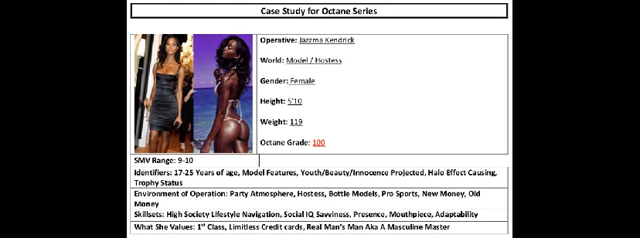 Case Study for Octane Series
Operative: Jazzma Kendrick
World: Model / Hostess
Gender: Female
Height: 5'10
Weight: 119
Octane Grade: 100
SMV Range: 9-10
Identifiers: 17-25 Years of age, Model Features, Youth/Beauty/Innocence Projected, Halo Effect Causing,
Trophy Status
Environment of Operation: Party Atmosphere, Hostess, Bottle Models, Pro Sports, New Money, Old
Money
Skillsets: High Society Lifestyle Navigation, Social IQ Savviness, Presence, Mouthpiece, Adaptability
What She Values: 1st Class, Limitless Credit cards, Real Man's Man Aka A Masculine Master